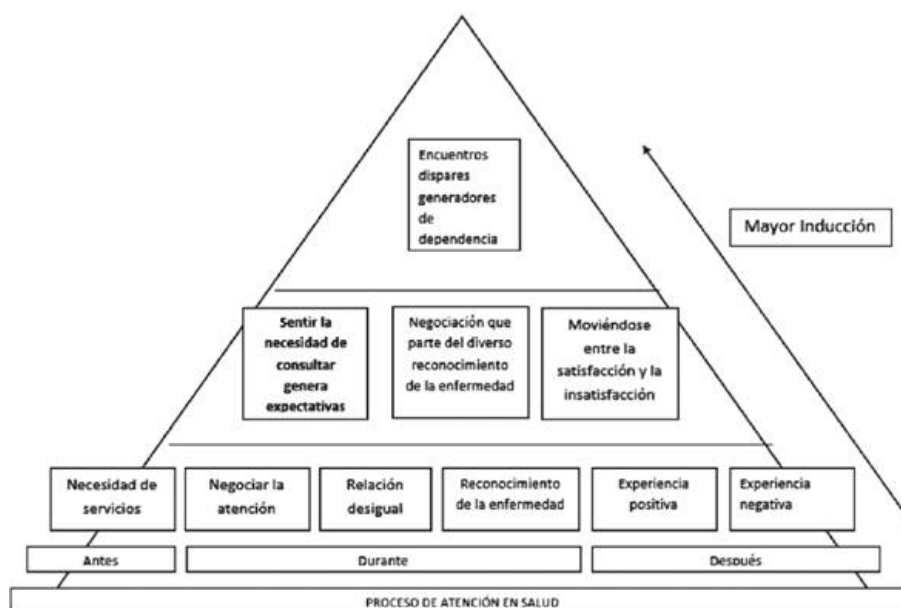 Encuentros
dispares
generadores
de
dependencia
Mayor Inducción
Sentir la
necesidad de
consultar
genera
expectativas
Negociación que
parte del diverso
reconocimiento
de la enfermedad
Moviéndose
entre la
satisfacción y la
insatisfacción
Necesidad de
servicios
Negociar la
atención
Relación
desigual
Reconocimiento
de la enfermedad
Experiencia
positiva
Experiencia
negativa
Antes
Durante
Después
PROCESO DE ATENCIÓN EN SALUD